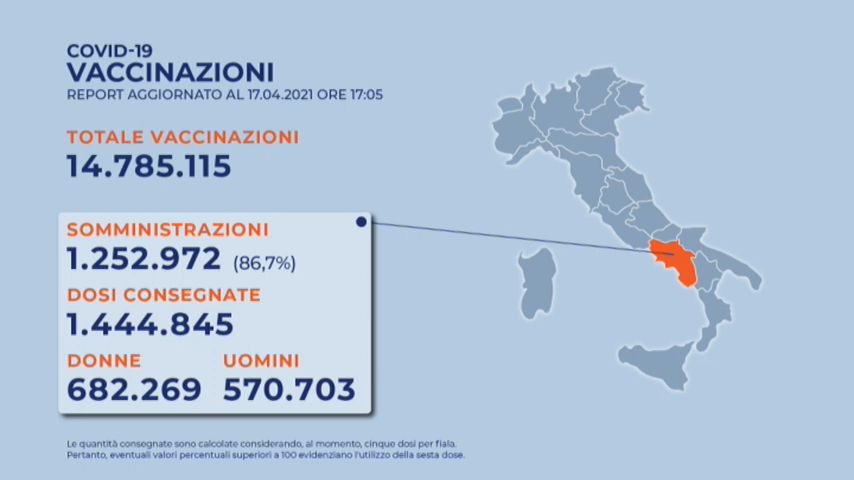 COVID-19
VACCINAZIONI
REPORT AGGIORNATO AL 17.04.2021 ORE 17:05
TOTALE VACCINAZIONI
14.785.115
SOMMINISTRAZIONI
1.252.972 (86,7%)
DOSI CONSEGNATE
1.444.845
DONNE UOMINI
682.269 570.703
Le quantità consegnate sono calcolate considerando, al momento, cinque dosi per fiala.
Pertanto, eventuali valori percentuali superiori a 100 evidenziano l'utilizzo della sesta dose.